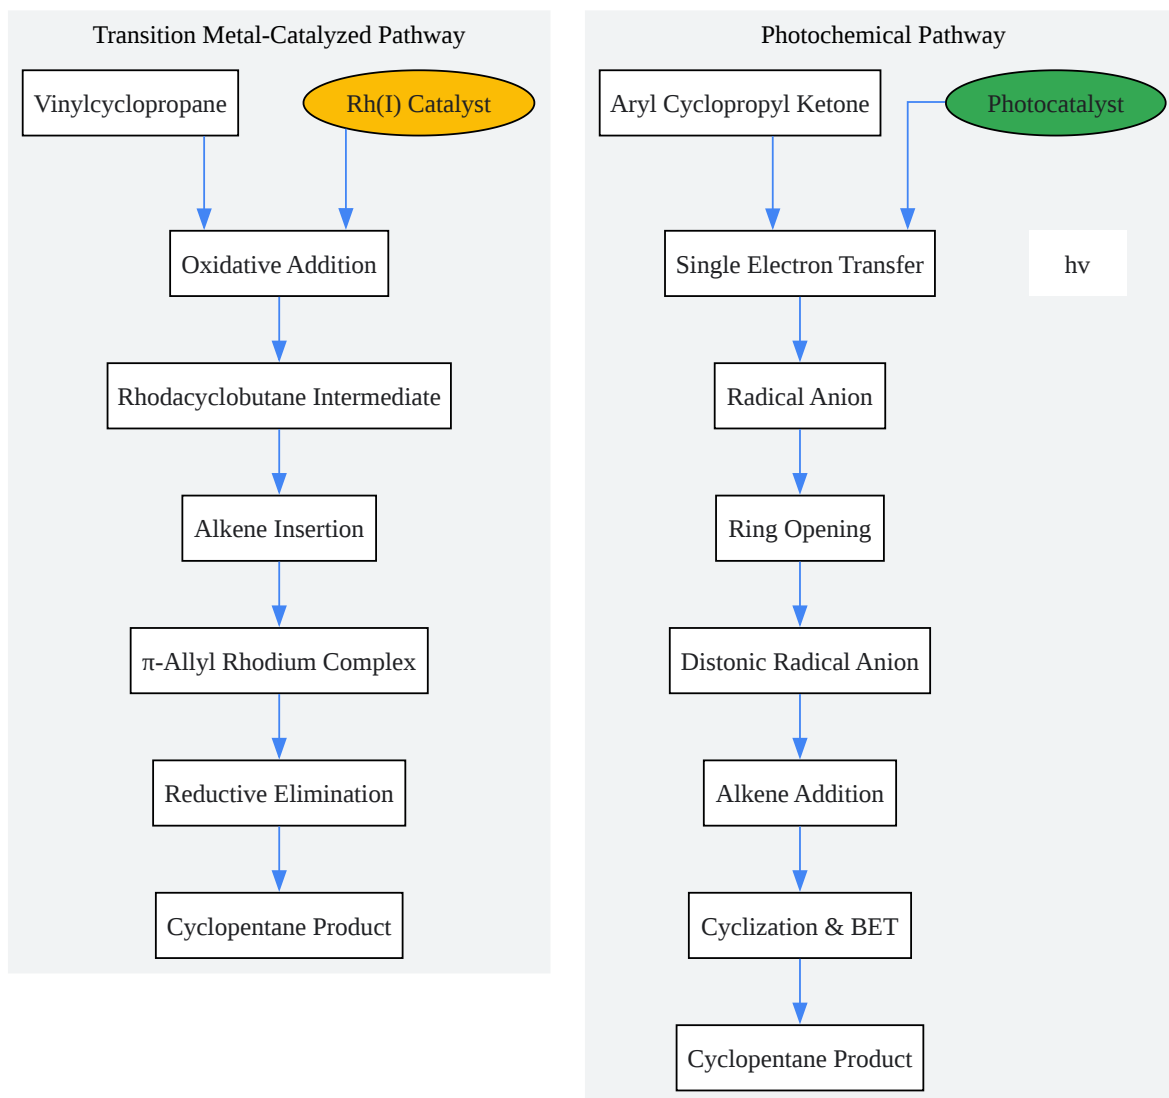 Transition Metal-Catalyzed Pathway
Vinylcyclopropane
Rh(I) Catalyst
Oxidative Addition
Rhodacyclobutane Intermediate
Alkene Insertion
π-Allyl Rhodium Complex
Reductive Elimination
Cyclopentane Product
Photochemical Pathway
Aryl Cyclopropyl Ketone
Photocatalyst
Single Electron Transfer
hv
Radical Anion
Ring Opening
Distonic Radical Anion
Alkene Addition
Cyclization & BET
Cyclopentane Product